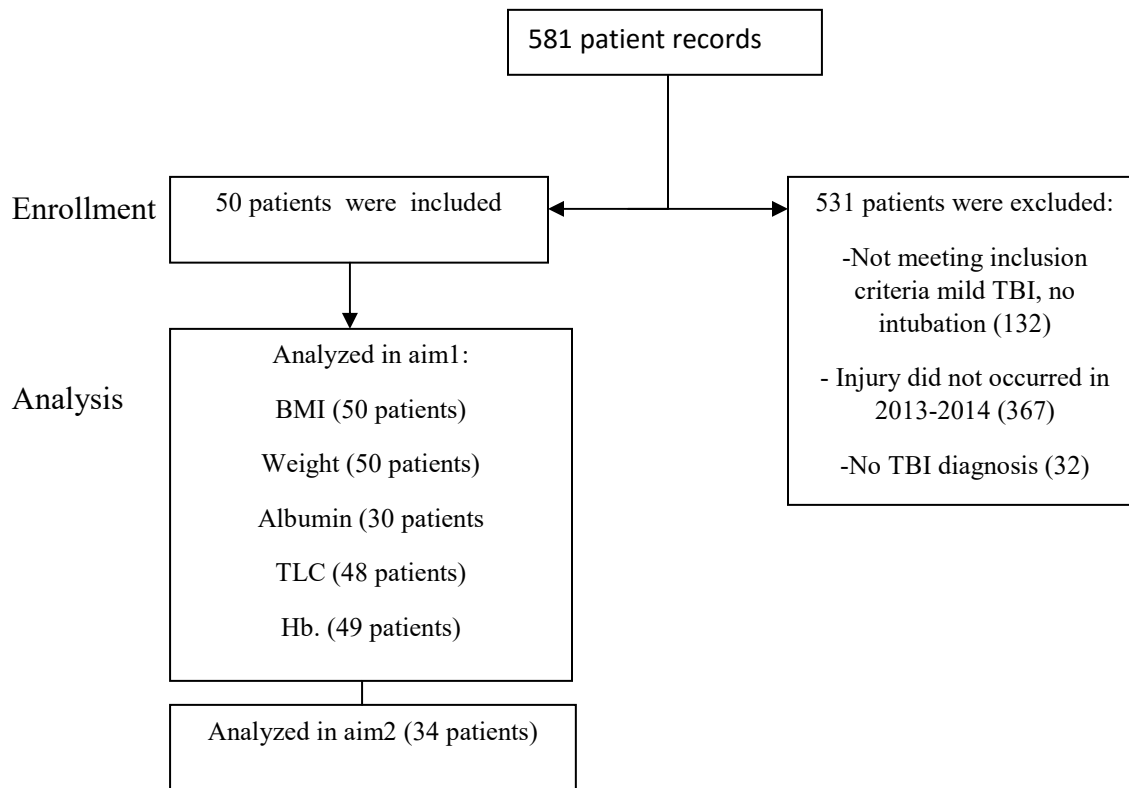 581 patient records
Enrollment
50 patients were included
531 patients were excluded:
-Not meeting inclusion
criteria mild TBI, no
intubation (132)
- Injury did not occurred in
2013-2014 (367)
-No TBI diagnosis (32)
Analysis
Analyzed in aim1:
BMI (50 patients)
Weight (50 patients)
Albumin (30 patients
TLC (48 patients)
Hb. (49 patients)
Analyzed in aim2 (34 patients)